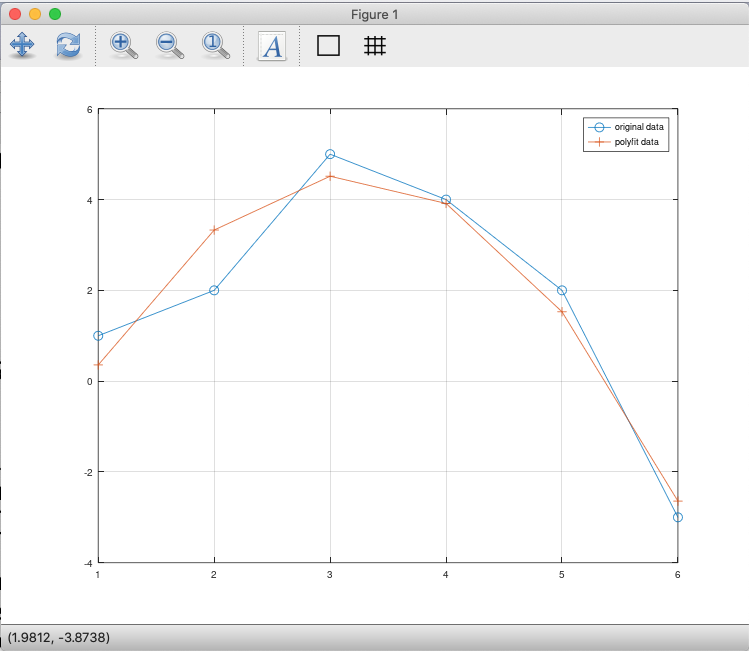 Figure 1
1
A
6
original data
polyfit data
4
2
0
-2
-4
1 2 3 4 5 6
(1.9812, -3.8738)